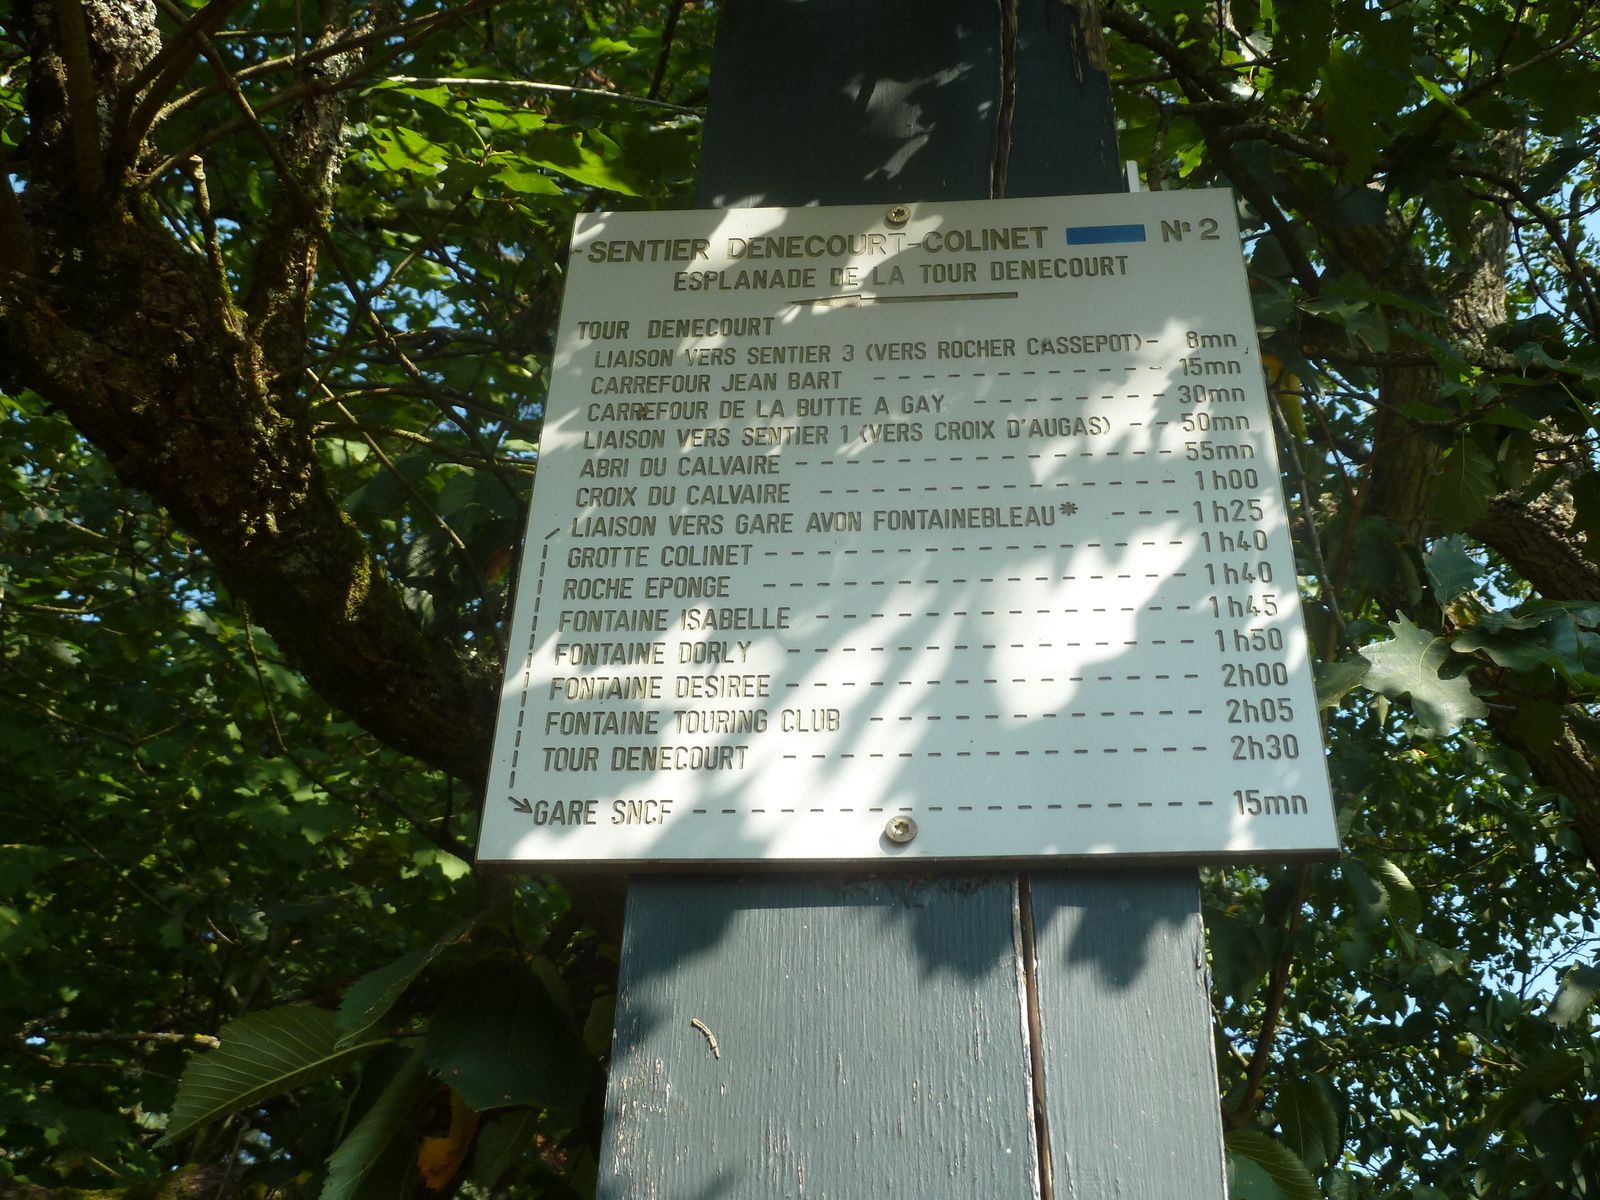 SENTIER DENECOURT-COLINET Nº 2
ESPLANADE DE LA TOUR DENECOURT
TOUR DENECOURT
LIAISON VERS SENTIER 3 (VERS ROCHER CASSEPOT)- 8mn
CARREFOUR JEAN BART - - - - - - - - - - - - 15mn
CARREFOUR DE LA BUTTE A GAY - - - - - - - - 30mn
LIAISON VERS SENTIER 1 (VERS CROIX D'AUGAS) - - 50mn
ABRI DU CALVAIRE - - - - - - - - - - - - - - - 55mn
CROIX DU CALVAIRE - - - - - - - - - - - - - - 1h00
LIAISON VERS GARE AVON FONTAINEBLEAU* - - - 1h25
GROTTE COLINET - - - - - - - - - - - - - - - - 1h40
ROCHE EPONGE - - - - - - - - - - - - - - - - 1h40
FONTAINE ISABELLE - - - - - - - - - - - - - - 1h45
FONTAINE DORLY - - - - - - - - - - - - - - - 1h50
FONTAINE DESIREE - - - - - - - - - - - - - - - 2h00
FONTAINE TOURING CLUB - - - - - - - - - - - - 2h05
TOUR DENECOURT - - - - - - - - - - - - - - - 2h30
GARE SNCF - - - - - - - - - - - - - - - - - - 15mn